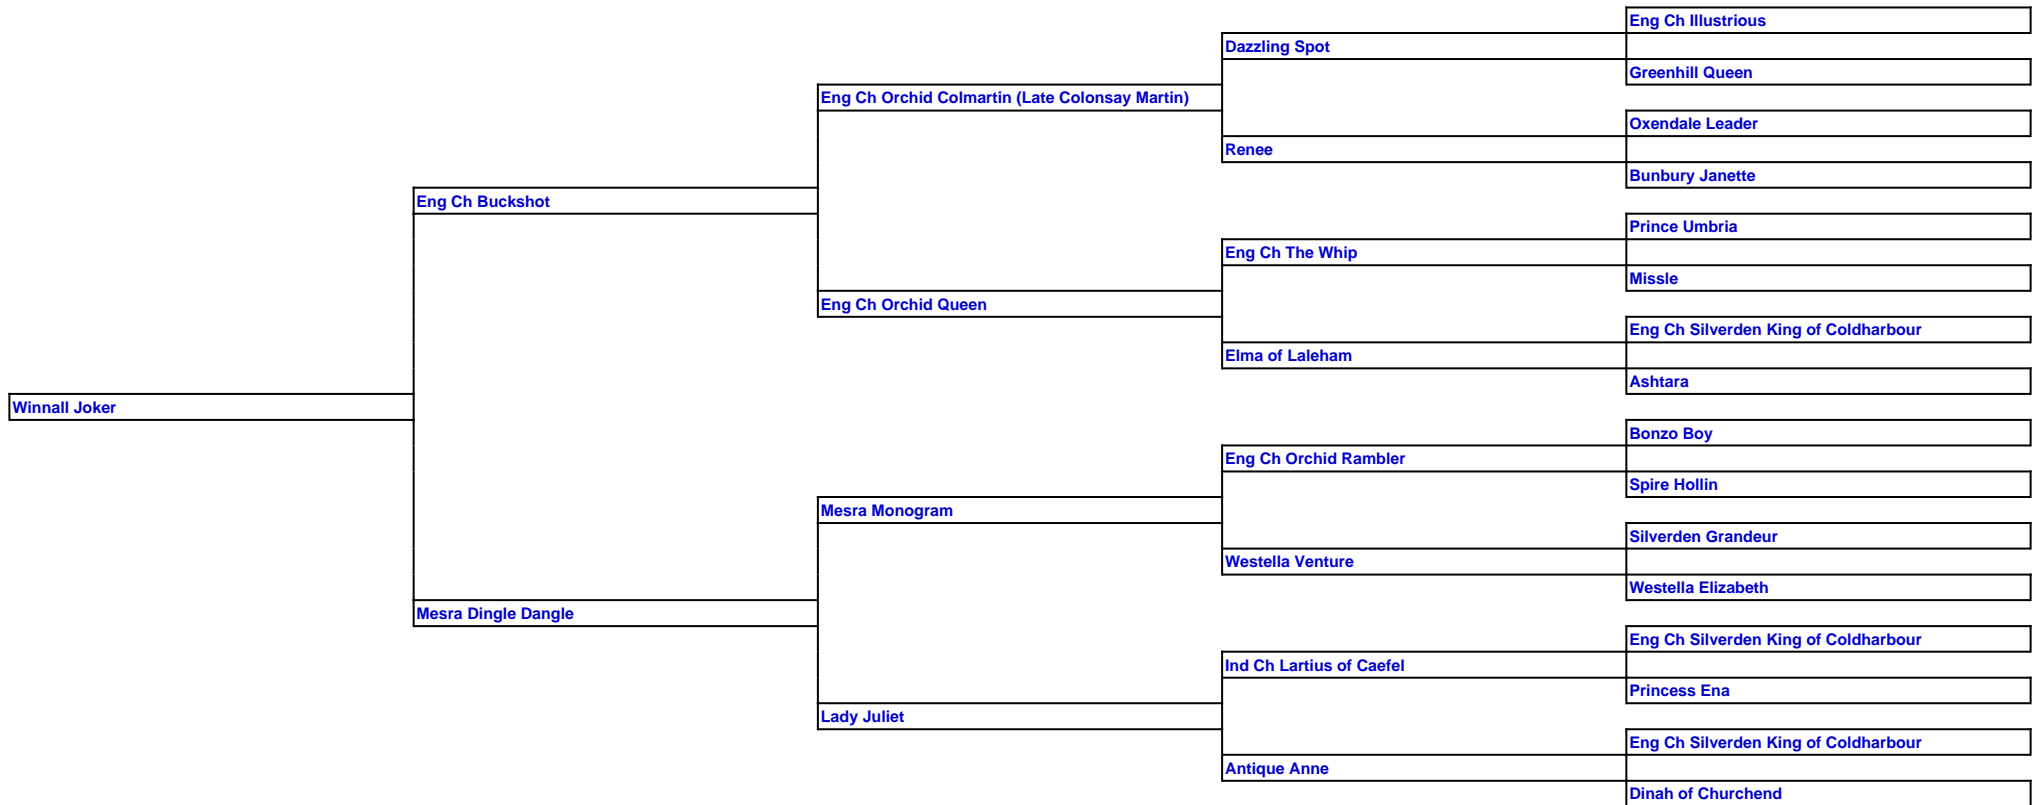 Eng Ch Illustrious
Dazzling Spot
Greenhill Queen
Eng Ch Orchid Colmartin (Late Colonsay Martin)
Oxendale Leader
Renee
Bunbury Janette
Eng Ch Buckshot
Prince Umbria
Eng Ch The Whip
Missle
Eng Ch Orchid Queen
Eng Ch Silverden King of Coldharbour
Elma of Laleham
Ashtara
Winnall Joker
Bonzo Boy
Eng Ch Orchid Rambler
Spire Hollin
Mesra Monogram
Silverden Grandeur
Westella Venture
Westella Elizabeth
Mesra Dingle Dangle
Eng Ch Silverden King of Coldharbour
Ind Ch Lartius of Caefel
Princess Ena
Lady Juliet
Eng Ch Silverden King of Coldharbour
Antique Anne
Dinah of Churchend